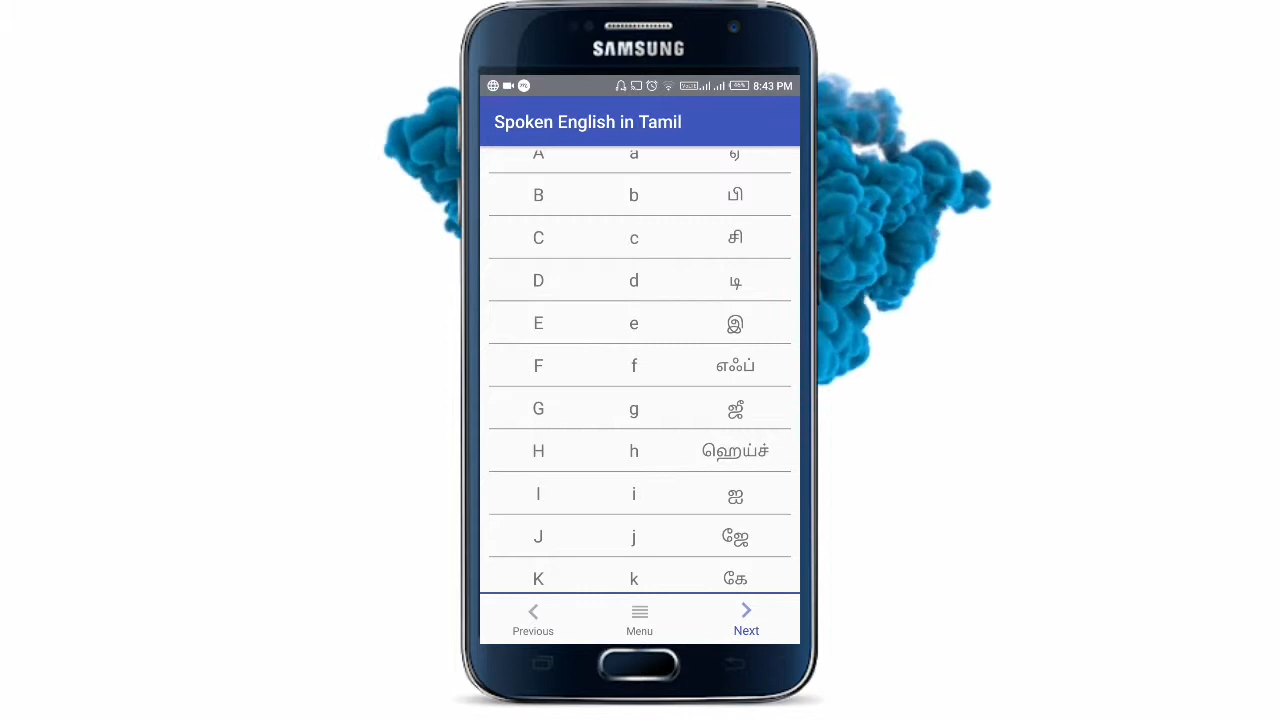 SAMSUNG
8:43 PM
Spoken English in Tamil
A a ஏ
B b பி
C c சி
D d டி
E e இ
F f எஃப்
G g ஜீ
H h ஹெய்ச்
I i ஐ
J j ஜே
K k கே
Previous Menu Next